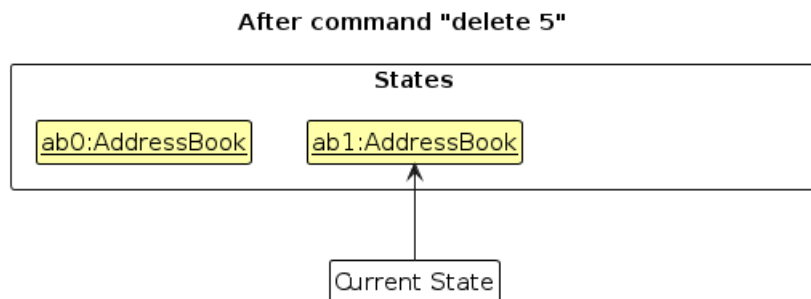 After command "delete 5"
States
ab0:AddressBook
ab1:AddressBook
Current State